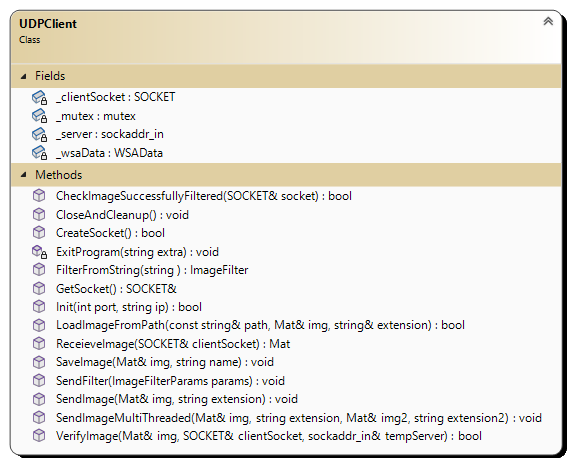 UDPClient
Class
Fields
_clientSocket : SOCKET
_mutex : mutex
_server : sockaddr_in
_wsaData : WSAData
Methods
CheckImageSuccessfullyFiltered(SOCKET& socket) : bool
CloseAndCleanup() : void
CreateSocket() : bool
ExitProgram(string extra) : void
FilterFromString(string ) : ImageFilter
GetSocket() : SOCKET&
Init(int port, string ip) : bool
LoadImageFromPath(const string& path, Mat& img, string& extension) : bool
ReceieveImage(SOCKET& clientSocket) : Mat
SaveImage(Mat& img, string name) : void
SendFilter(ImageFilterParams params) : void
SendImage(Mat& img, string extension) : void
SendImageMultiThreaded(Mat& img, string extension, Mat& img2, string extension2) : void
VerifyImage(Mat& img, SOCKET& clientSocket, sockaddr_in& tempServer) : bool